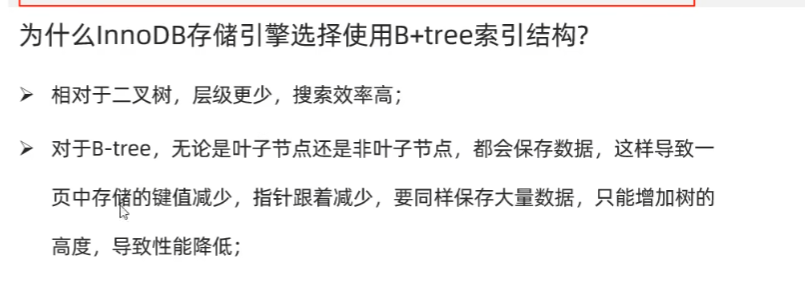 为什么InnoDB存储引擎选择使用B+tree索引结构?
➢ 相对于二叉树，层级更少，搜索效率高；
➢ 对于B-tree，无论是叶子节点还是非叶子节点，都会保存数据，这样导致一
页中存储的键值减少，指针跟着减少，要同样保存大量数据，只能增加树的
高度，导致性能降低；